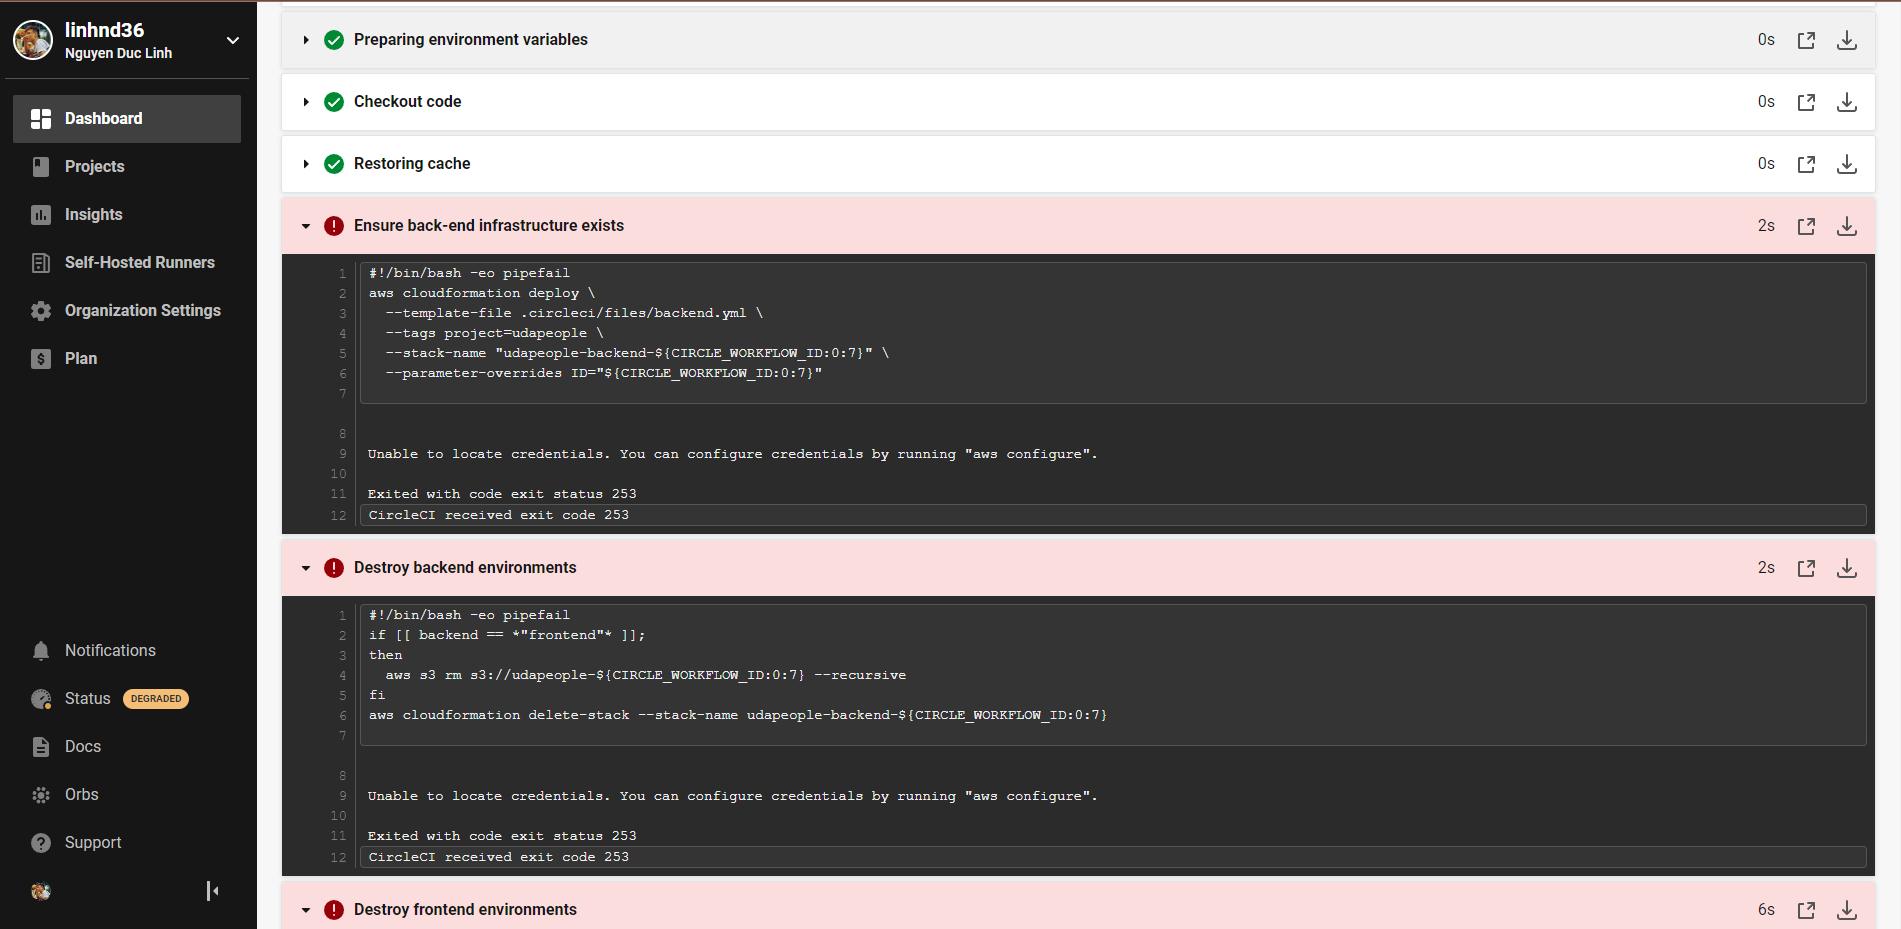 linhnd36
Nguyen Duc Linh
Dashboard
Projects
Insights
Self-Hosted Runners
Organization Settings
Plan
Notifications
Status DEGRADED
Docs
Orbs
Support
Preparing environment variables 0s
Checkout code 0s
Restoring cache 0s
Ensure back-end infrastructure exists 2s
1 #!/bin/bash -eo pipefail
2 aws cloudformation deploy \
3 --template-file .circleci/files/backend.yml \
4 --tags project=udapeople \
5 --stack-name "udapeople-backend-${CIRCLE_WORKFLOW_ID:0:7}" \
6 --parameter-overrides ID="${CIRCLE_WORKFLOW_ID:0:7}"
7
8
9 Unable to locate credentials. You can configure credentials by running "aws configure".
10
11 Exited with code exit status 253
12 CircleCI received exit code 253
Destroy backend environments 2s
1 #!/bin/bash -eo pipefail
2 if [[ backend == *"frontend"* ]];
3 then
4 aws s3 rm s3://udapeople-${CIRCLE_WORKFLOW_ID:0:7} --recursive
5 fi
6 aws cloudformation delete-stack --stack-name udapeople-backend-${CIRCLE_WORKFLOW_ID:0:7}
7
8
9 Unable to locate credentials. You can configure credentials by running "aws configure".
10
11 Exited with code exit status 253
12 CircleCI received exit code 253
Destroy frontend environments 6s